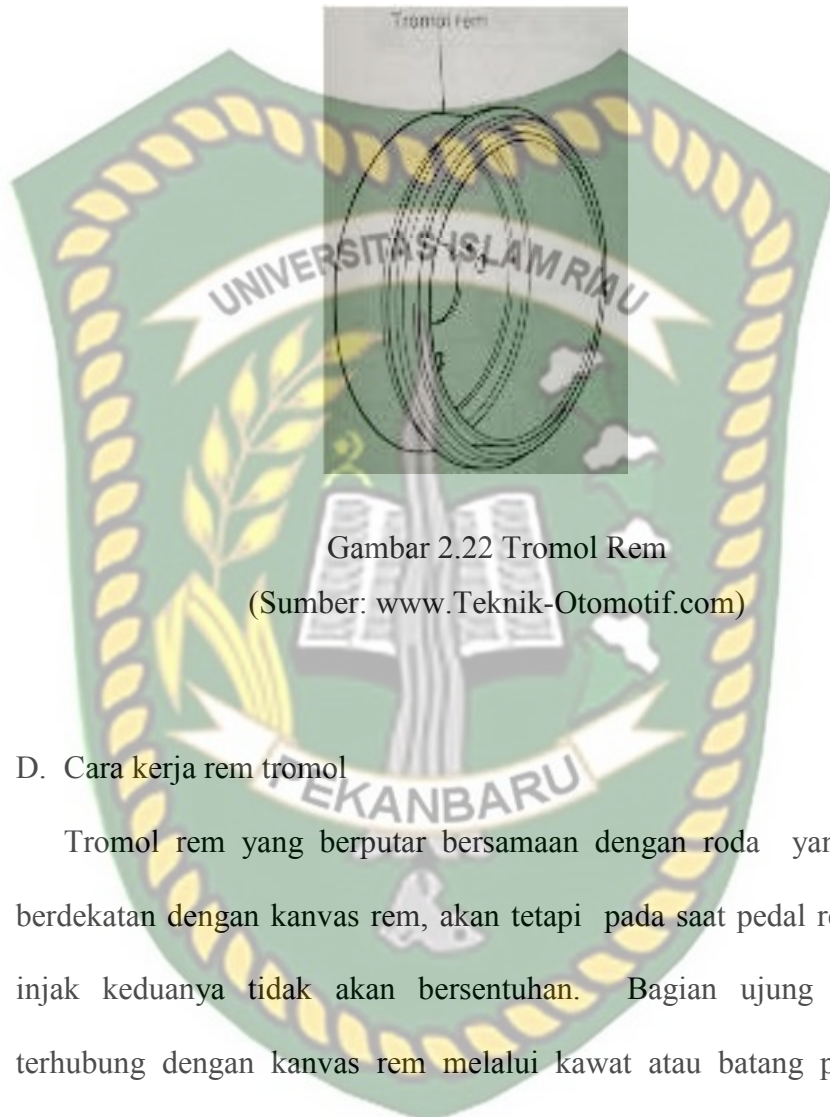 Tromol rem
UNIVERSITAS ISLAM RIAU
Gambar 2.22 Tromol Rem
(Sumber: www.Teknik-Otomotif.com)
D. Cara kerja rem tromol
PEKANBARU
Tromol rem yang berputar bersamaan dengan roda yan
berdekatan dengan kanvas rem, akan tetapi pada saat pedal r
injak keduanya tidak akan bersentuhan. Bagian ujung
terhubung dengan kanvas rem melalui kawat atau batang p